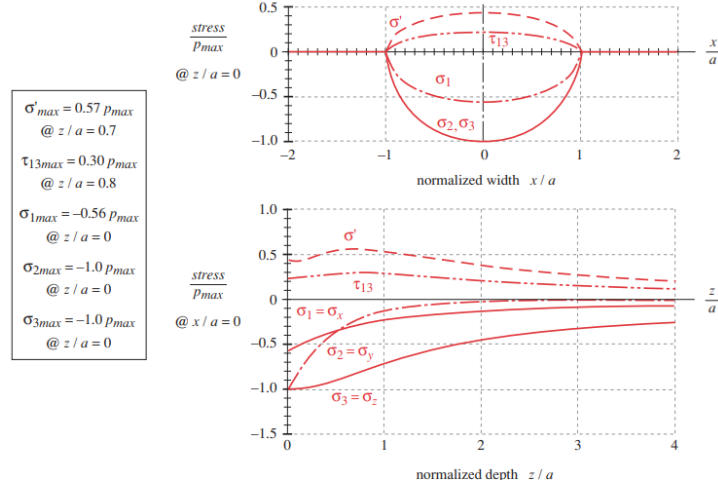 σ'max = 0.57 pmax
@ z / a = 0.7
τ13max = 0.30 pmax
@ z / a = 0.8
σ1max = –0.56 pmax
@ z / a = 0
σ2max = –1.0 pmax
@ z / a = 0
σ3max = –1.0 pmax
@ z / a = 0
stress
pmax
@ z / a = 0
0.5
0
–0.5
–1.0
σ'
τ13
σ1
σ2, σ3
x
a
–2
–1
0
1
2
normalized width x / a
stress
pmax
@ x / a = 0
1.0
0.5
0
–0.5
–1.0
–1.5
σ'
τ13
σ1 = σx
σ2 = σy
σ3 = σz
z
a
0
1
2
3
4
normalized depth z / a